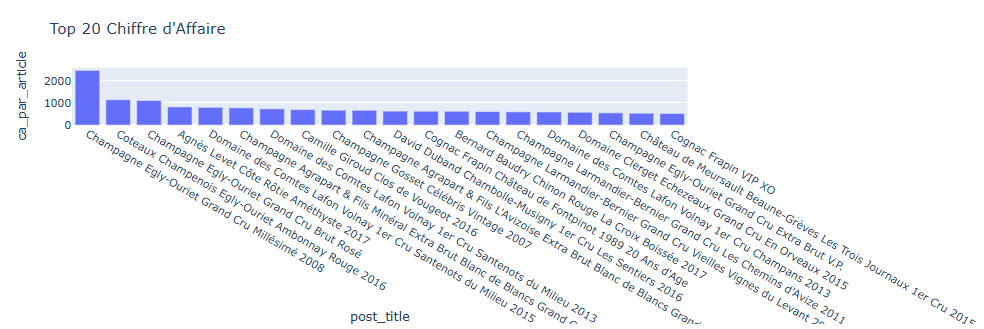 Top 20 Chiffre d'Affaire
ca_par_article
2000
1000
0
Champagne Egly-Ouriet Grand Cru Millésimé 2008
Coteaux Champenois Egly-Ouriet Ambonnay Rouge 2016
Champagne Egly-Ouriet Grand Cru Brut Rosé
Agnès Levet Côte Rôtie Améthyste 2017
Domaine des Comtes Lafon Volnay 1er Cru Santenots du Milieu 2015
Champagne Agrapart & Fils Minéral Extra Brut Blanc de Blancs Grand
Domaine des Comtes Lafon Volnay 1er Cru Santenots du Milieu 2013
Camille Giroud Clos de Vougeot 2016
Champagne Gosset Célébris Vintage 2007
Champagne Agrapart & Fils L'Avizoise Extra Brut Blanc de Blancs Grand
David Duband Chambolle-Musigny 1er Cru Les Sentiers 2016
Cognac Frapin Château de Fontpinot 1989 20 Ans d'Age
Bernard Baudry Chinon Rouge La Croix Boissée 2017
Champagne Larmandier-Bernier Grand Cru Vieilles Vignes du Levant
Champagne Larmandier-Bernier Grand Cru Les Chemins d'Avize 2011
Domaine des Comtes Lafon Volnay 1er Cru Champans 2013
Domaine Clerget Echezeaux Grand Cru En Orveaux 2015
Champagne Egly-Ouriet Grand Cru Extra Brut V.P.
Château de Meursault Beaune-Grèves Les Trois Journaux 1er Cru 2015
Cognac Frapin VIP XO
post_title